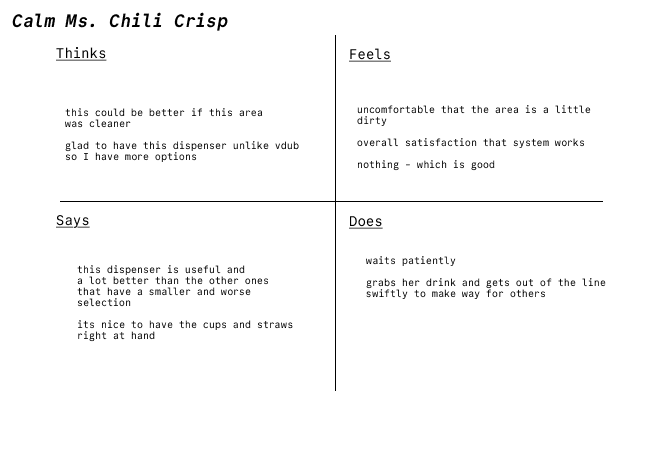 Calm Ms. Chili Crisp
Thinks
this could be better if this area
was cleaner
glad to have this dispenser unlike vdub
so I have more options
Feels
uncomfortable that the area is a little
dirty
overall satisfaction that system works
nothing - which is good
Says
this dispenser is useful and
a lot better than the other ones
that have a smaller and worse
selection
its nice to have the cups and straws
right at hand
Does
waits patiently
grabs her drink and gets out of the line
swiftly to make way for others